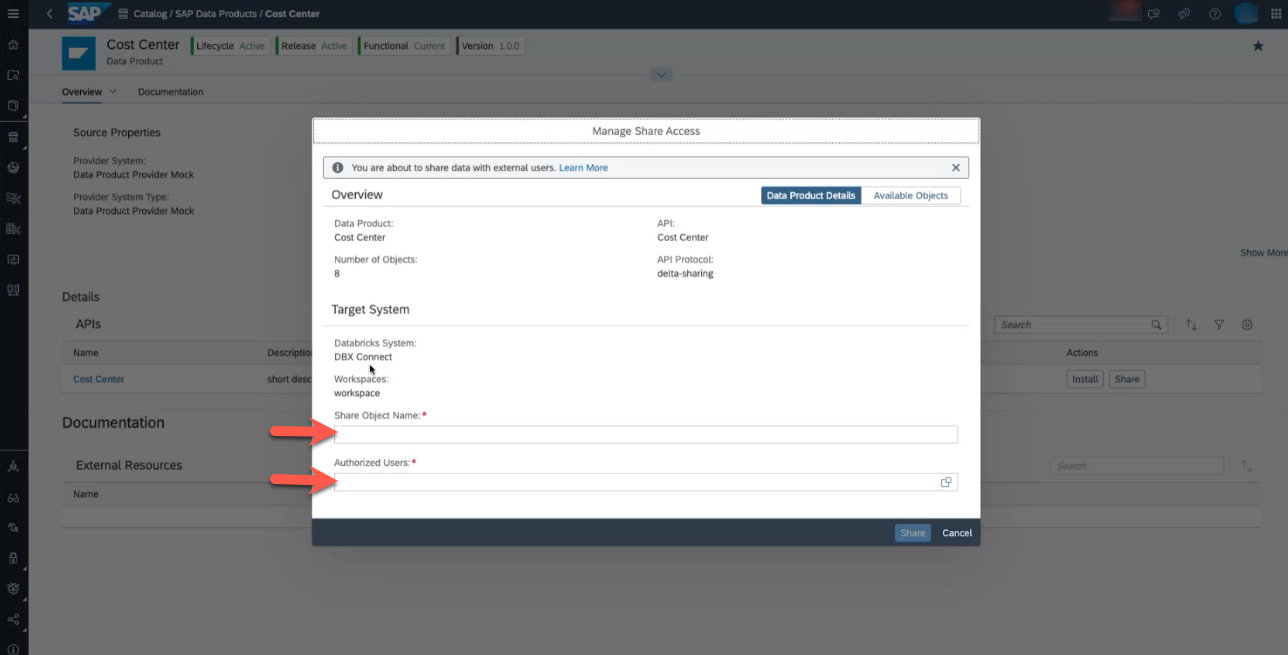 SAP Catalog / SAP Data Products / Cost Center
Cost Center Lifecycle Active Release Active Functional Current Version 1.0.0
Data Product
Overview Documentation
Source Properties
Provider System:
Data Product Provider Mock
Provider System Type:
Data Product Provider Mock
Show More
Details
APIs
Search
Name Descriptio Actions
Cost Center short desc Install Share
Documentation
External Resources
Search
Name
Manage Share Access
You are about to share data with external users. Learn More
Overview Data Product Details Available Objects
Data Product: API:
Cost Center Cost Center
Number of Objects: API Protocol:
8 delta-sharing
Target System
Databricks System:
DBX Connect
Workspaces:
workspace
Share Object Name:*
Authorized Users:*
Share Cancel